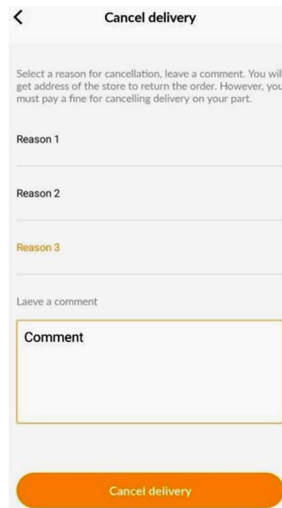 Cancel delivery
Select a reason for cancellation, leave a comment. You will
get address of the store to return the order. However, you
must pay a fine for cancelling delivery on your part.
Reason 1
Reason 2
Reason 3
Laeve a comment
Comment
Cancel delivery